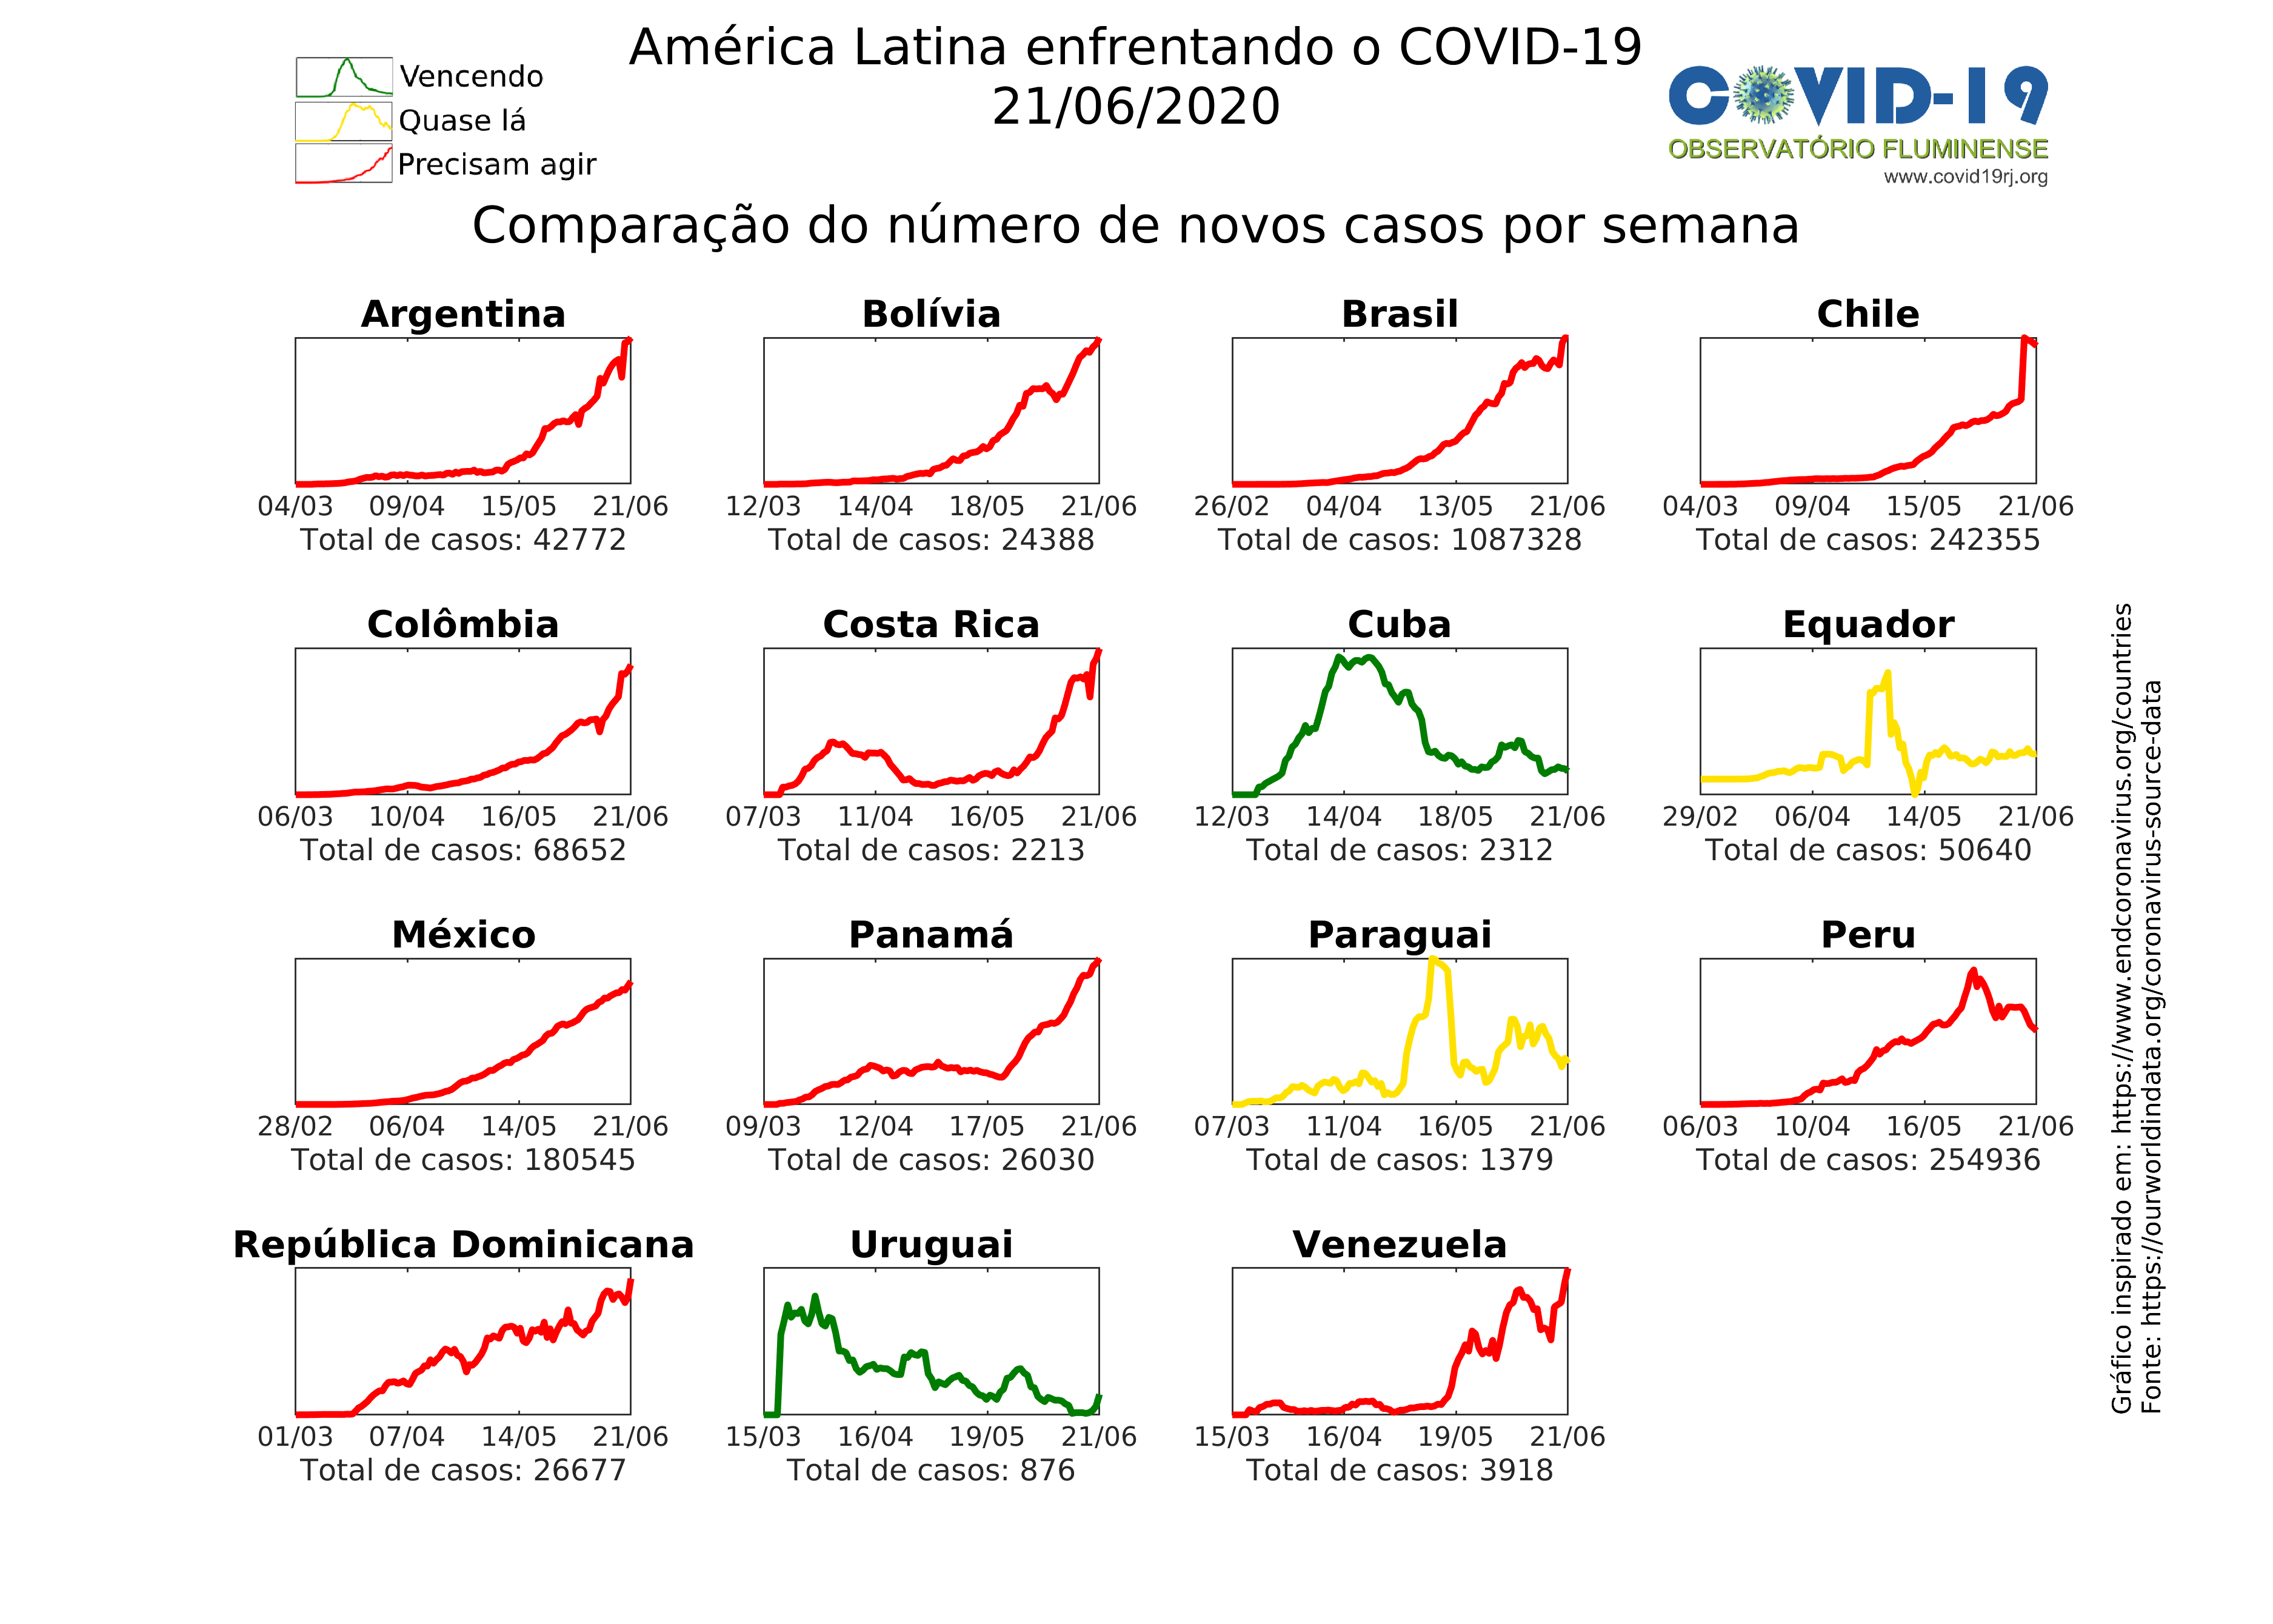 América Latina enfrentando o COVID-19
21/06/2020
Vencendo
Quase lá
Precisam agir
COVID-19
OBSERVATÓRIO FLUMINENSE
www.covid19rj.org
Comparação do número de novos casos por semana
Argentina
04/03 09/04 15/05 21/06
Total de casos: 42772
Bolívia
12/03 14/04 18/05 21/06
Total de casos: 24388
Brasil
26/02 04/04 13/05 21/06
Total de casos: 1087328
Chile
04/03 09/04 15/05 21/06
Total de casos: 242355
Colômbia
06/03 10/04 16/05 21/06
Total de casos: 68652
Costa Rica
07/03 11/04 16/05 21/06
Total de casos: 2213
Cuba
12/03 14/04 18/05 21/06
Total de casos: 2312
Equador
29/02 06/04 14/05 21/06
Total de casos: 50640
México
28/02 06/04 14/05 21/06
Total de casos: 180545
Panamá
09/03 12/04 17/05 21/06
Total de casos: 26030
Paraguai
07/03 11/04 16/05 21/06
Total de casos: 1379
Peru
06/03 10/04 16/05 21/06
Total de casos: 254936
República Dominicana
01/03 07/04 14/05 21/06
Total de casos: 26677
Uruguai
15/03 16/04 19/05 21/06
Total de casos: 876
Venezuela
15/03 16/04 19/05 21/06
Total de casos: 3918
Gráfico inspirado em: https://www.endcoronavirus.org/countries
Fonte: https://ourworldindata.org/coronavirus-source-data